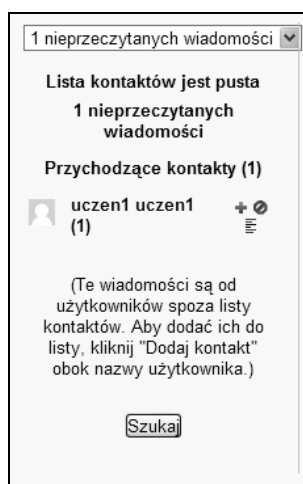 1 nieprzeczytanych wiadomości
Lista kontaktów jest pusta
1 nieprzeczytanych
wiadomości
Przychodzące kontakty (1)
uczen1 uczen1
(1)
(Te wiadomości są od
użytkowników spoza listy
kontaktów. Aby dodać ich do
listy, kliknij "Dodaj kontakt"
obok nazwy użytkownika.)
Szukaj